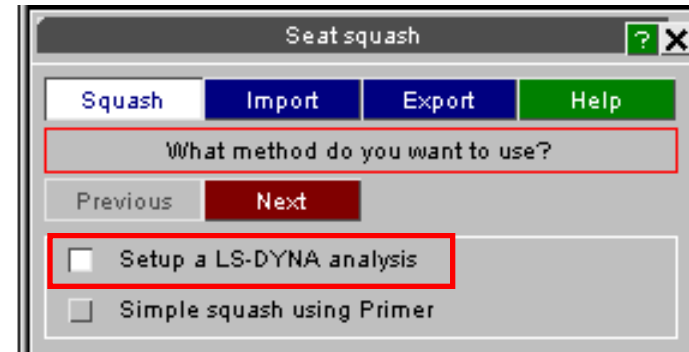 Seat squash ? X
Squash Import Export Help
What method do you want to use?
Previous Next
Setup a LS-DYNA analysis
Simple squash using Primer